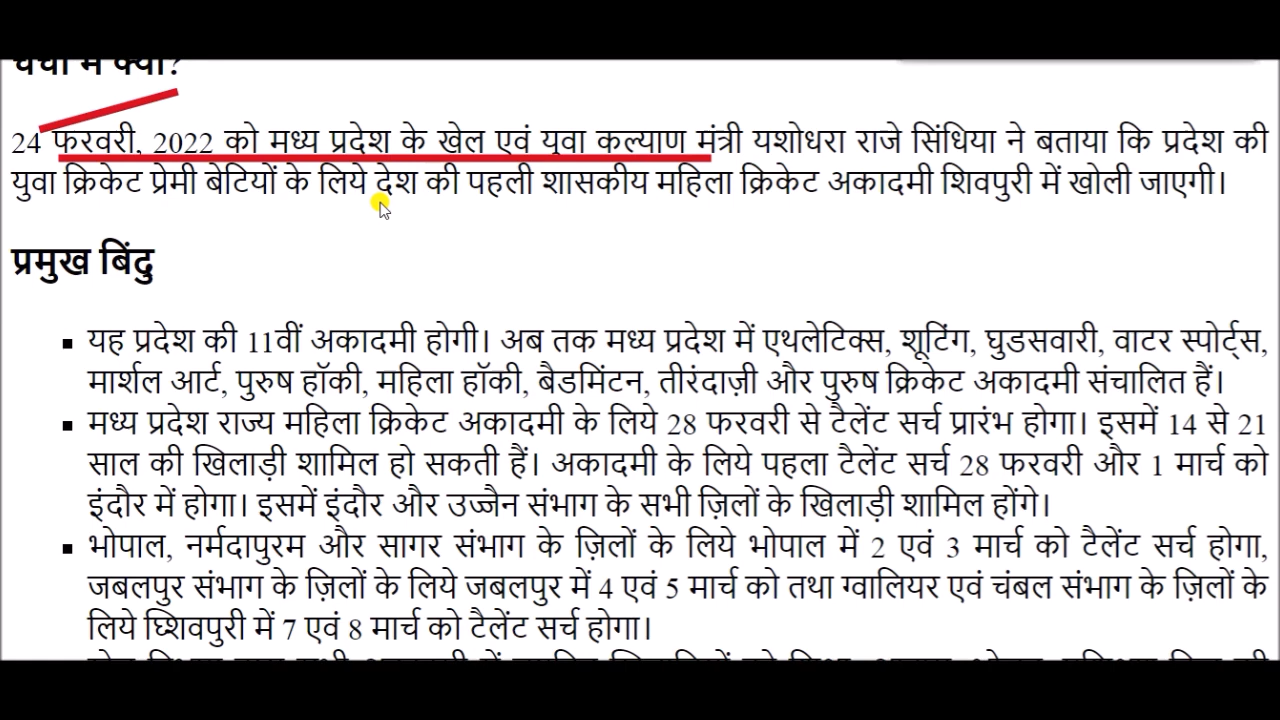 चर्चा में क्यों?
24 फरवरी, 2022 को मध्य प्रदेश के खेल एवं युवा कल्याण मंत्री यशोधरा राजे सिंधिया ने बताया कि प्रदेश की
युवा क्रिकेट प्रेमी बेटियों के लिये देश की पहली शासकीय महिला क्रिकेट अकादमी शिवपुरी में खोली जाएगी।
प्रमुख बिंदु
▪ यह प्रदेश की 11वीं अकादमी होगी। अब तक मध्य प्रदेश में एथलेटिक्स, शूटिंग, घुडसवारी, वाटर स्पोर्ट्स,
मार्शल आर्ट, पुरुष हॉकी, महिला हॉकी, बैडमिंटन, तीरंदाज़ी और पुरुष क्रिकेट अकादमी संचालित हैं।
▪ मध्य प्रदेश राज्य महिला क्रिकेट अकादमी के लिये 28 फरवरी से टैलेंट सर्च प्रारंभ होगा। इसमें 14 से 21
साल की खिलाड़ी शामिल हो सकती हैं। अकादमी के लिये पहला टैलेंट सर्च 28 फरवरी और 1 मार्च को
इंदौर में होगा। इसमें इंदौर और उज्जैन संभाग के सभी ज़िलों के खिलाड़ी शामिल होंगे।
▪ भोपाल, नर्मदापुरम और सागर संभाग के ज़िलों के लिये भोपाल में 2 एवं 3 मार्च को टैलेंट सर्च होगा,
जबलपुर संभाग के ज़िलों के लिये जबलपुर में 4 एवं 5 मार्च को तथा ग्वालियर एवं चंबल संभाग के ज़िलों के
लिये घ्शिवपुरी में 7 एवं 8 मार्च को टैलेंट सर्च होगा।